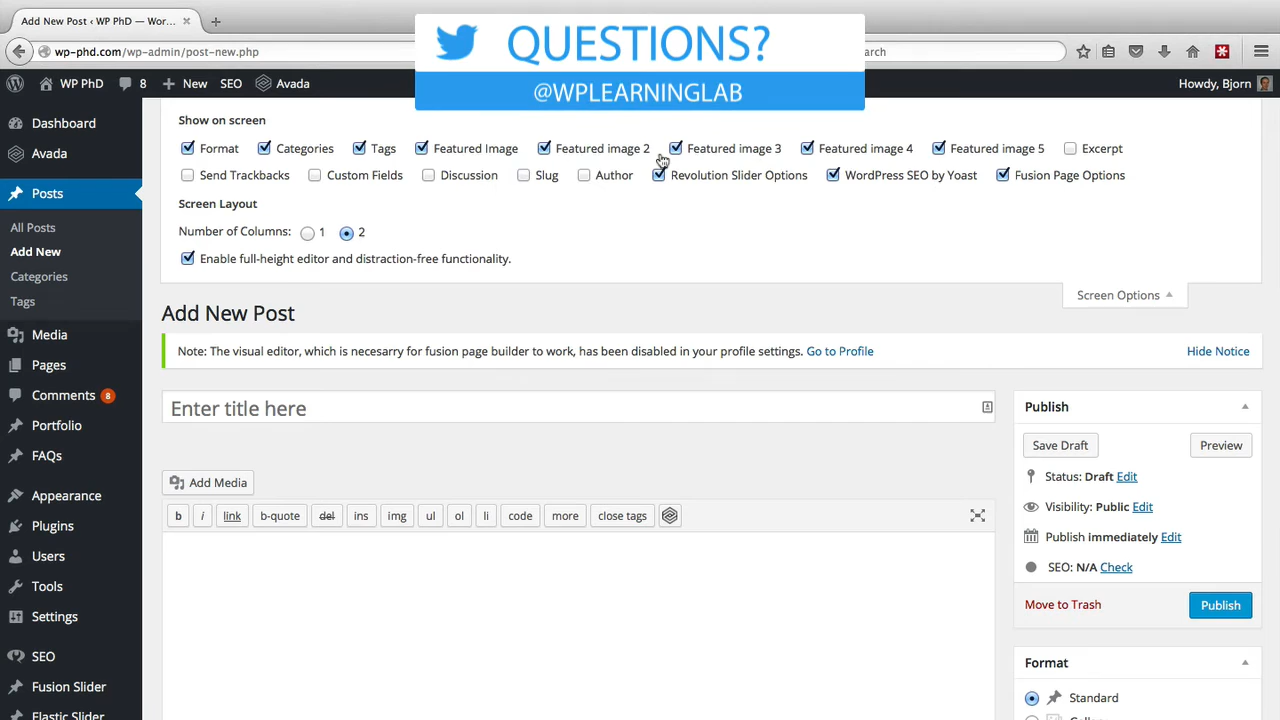 Add New Post ‹ WP PhD — Wor...
wp-phd.com/wp-admin/post-new.php
arch
QUESTIONS?
@WPLEARNINGLAB
WP PhD
8
New
SEO
Avada
Howdy, Bjorn
Dashboard
Avada
Posts
All Posts
Add New
Categories
Tags
Media
Pages
Comments 8
Portfolio
FAQs
Appearance
Plugins
Users
Tools
Settings
SEO
Fusion Slider
Elastic Slider
Show on screen
Format Categories Tags Featured Image Featured image 2 Featured image 3 Featured image 4 Featured image 5 Excerpt
Send Trackbacks Custom Fields Discussion Slug Author Revolution Slider Options WordPress SEO by Yoast Fusion Page Options
Screen Layout
Number of Columns: 1 2
Enable full-height editor and distraction-free functionality.
Screen Options
Add New Post
Note: The visual editor, which is necesarry for fusion page builder to work, has been disabled in your profile settings. Go to Profile
Hide Notice
Enter title here
Add Media
b i link b-quote del ins img ul ol li code more close tags
Publish
Save Draft
Preview
Status: Draft Edit
Visibility: Public Edit
Publish immediately Edit
SEO: N/A Check
Move to Trash
Publish
Format
Standard